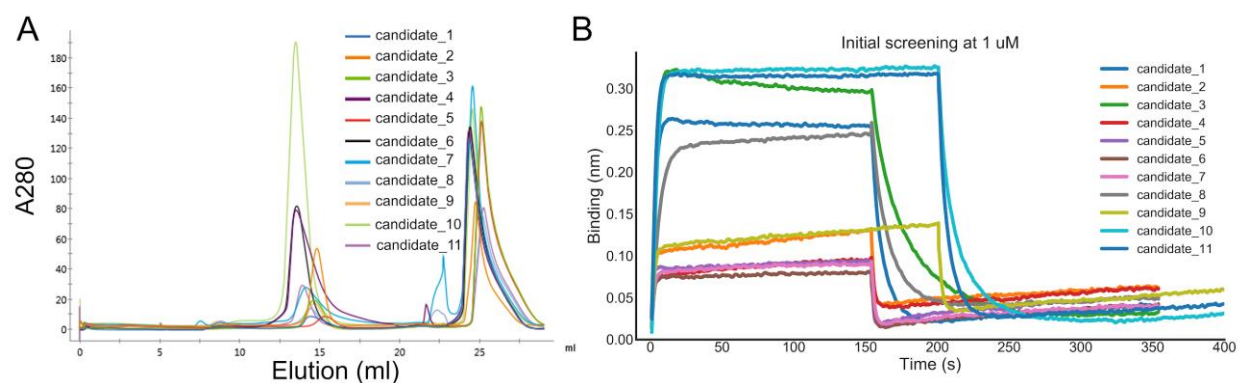 A
A280
180
160
140
120
100
80
60
40
20
0
0
5
10
15
20
25
ml
Elution (ml)
candidate_1
candidate_2
candidate_3
candidate_4
candidate_5
candidate_6
candidate_7
candidate_8
candidate_9
candidate_10
candidate_11
B
Initial screening at 1 uM
Binding (nm)
0.30
0.25
0.20
0.15
0.10
0.05
0.00
0
50
100
150
200
250
300
350
400
Time (s)
candidate_1
candidate_2
candidate_3
candidate_4
candidate_5
candidate_6
candidate_7
candidate_8
candidate_9
candidate_10
candidate_11